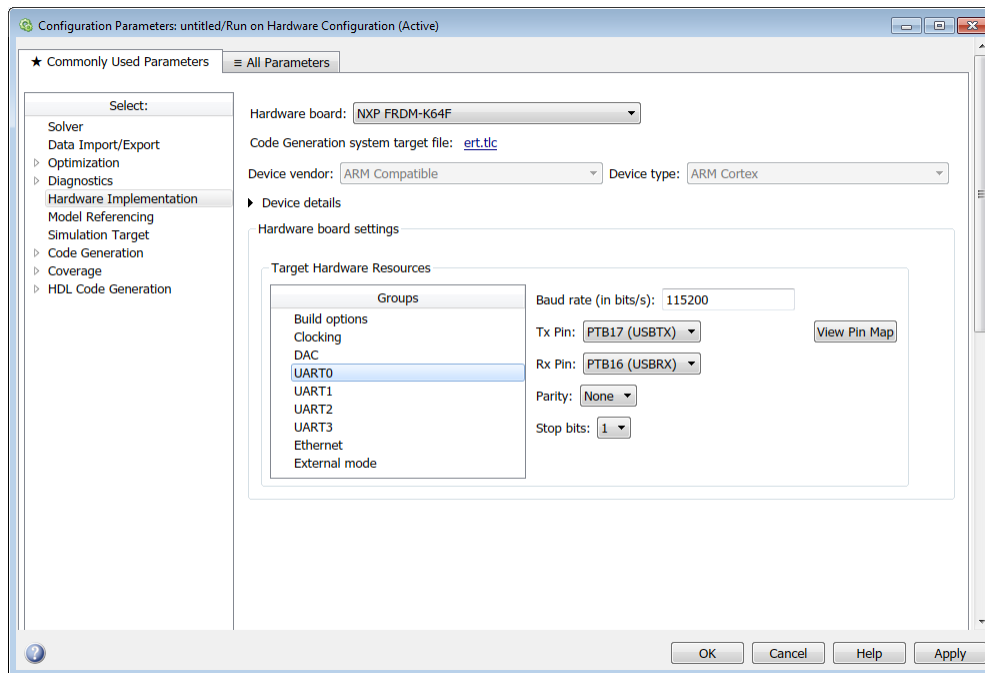 Configuration Parameters: untitled/Run on Hardware Configuration (Active)
★ Commonly Used Parameters
≡ All Parameters
Select:
Solver
Data Import/Export
Optimization
Diagnostics
Hardware Implementation
Model Referencing
Simulation Target
Code Generation
Coverage
HDL Code Generation
Hardware board: NXP FRDM-K64F
Code Generation system target file: ert.tlc
Device vendor: ARM Compatible Device type: ARM Cortex
Device details
Hardware board settings
Target Hardware Resources
Groups
Build options
Clocking
DAC
UART0
UART1
UART2
UART3
Ethernet
External mode
Baud rate (in bits/s): 115200
Tx Pin: PTB17 (USBTX) View Pin Map
Rx Pin: PTB16 (USBRX)
Parity: None
Stop bits: 1
? OK Cancel Help Apply